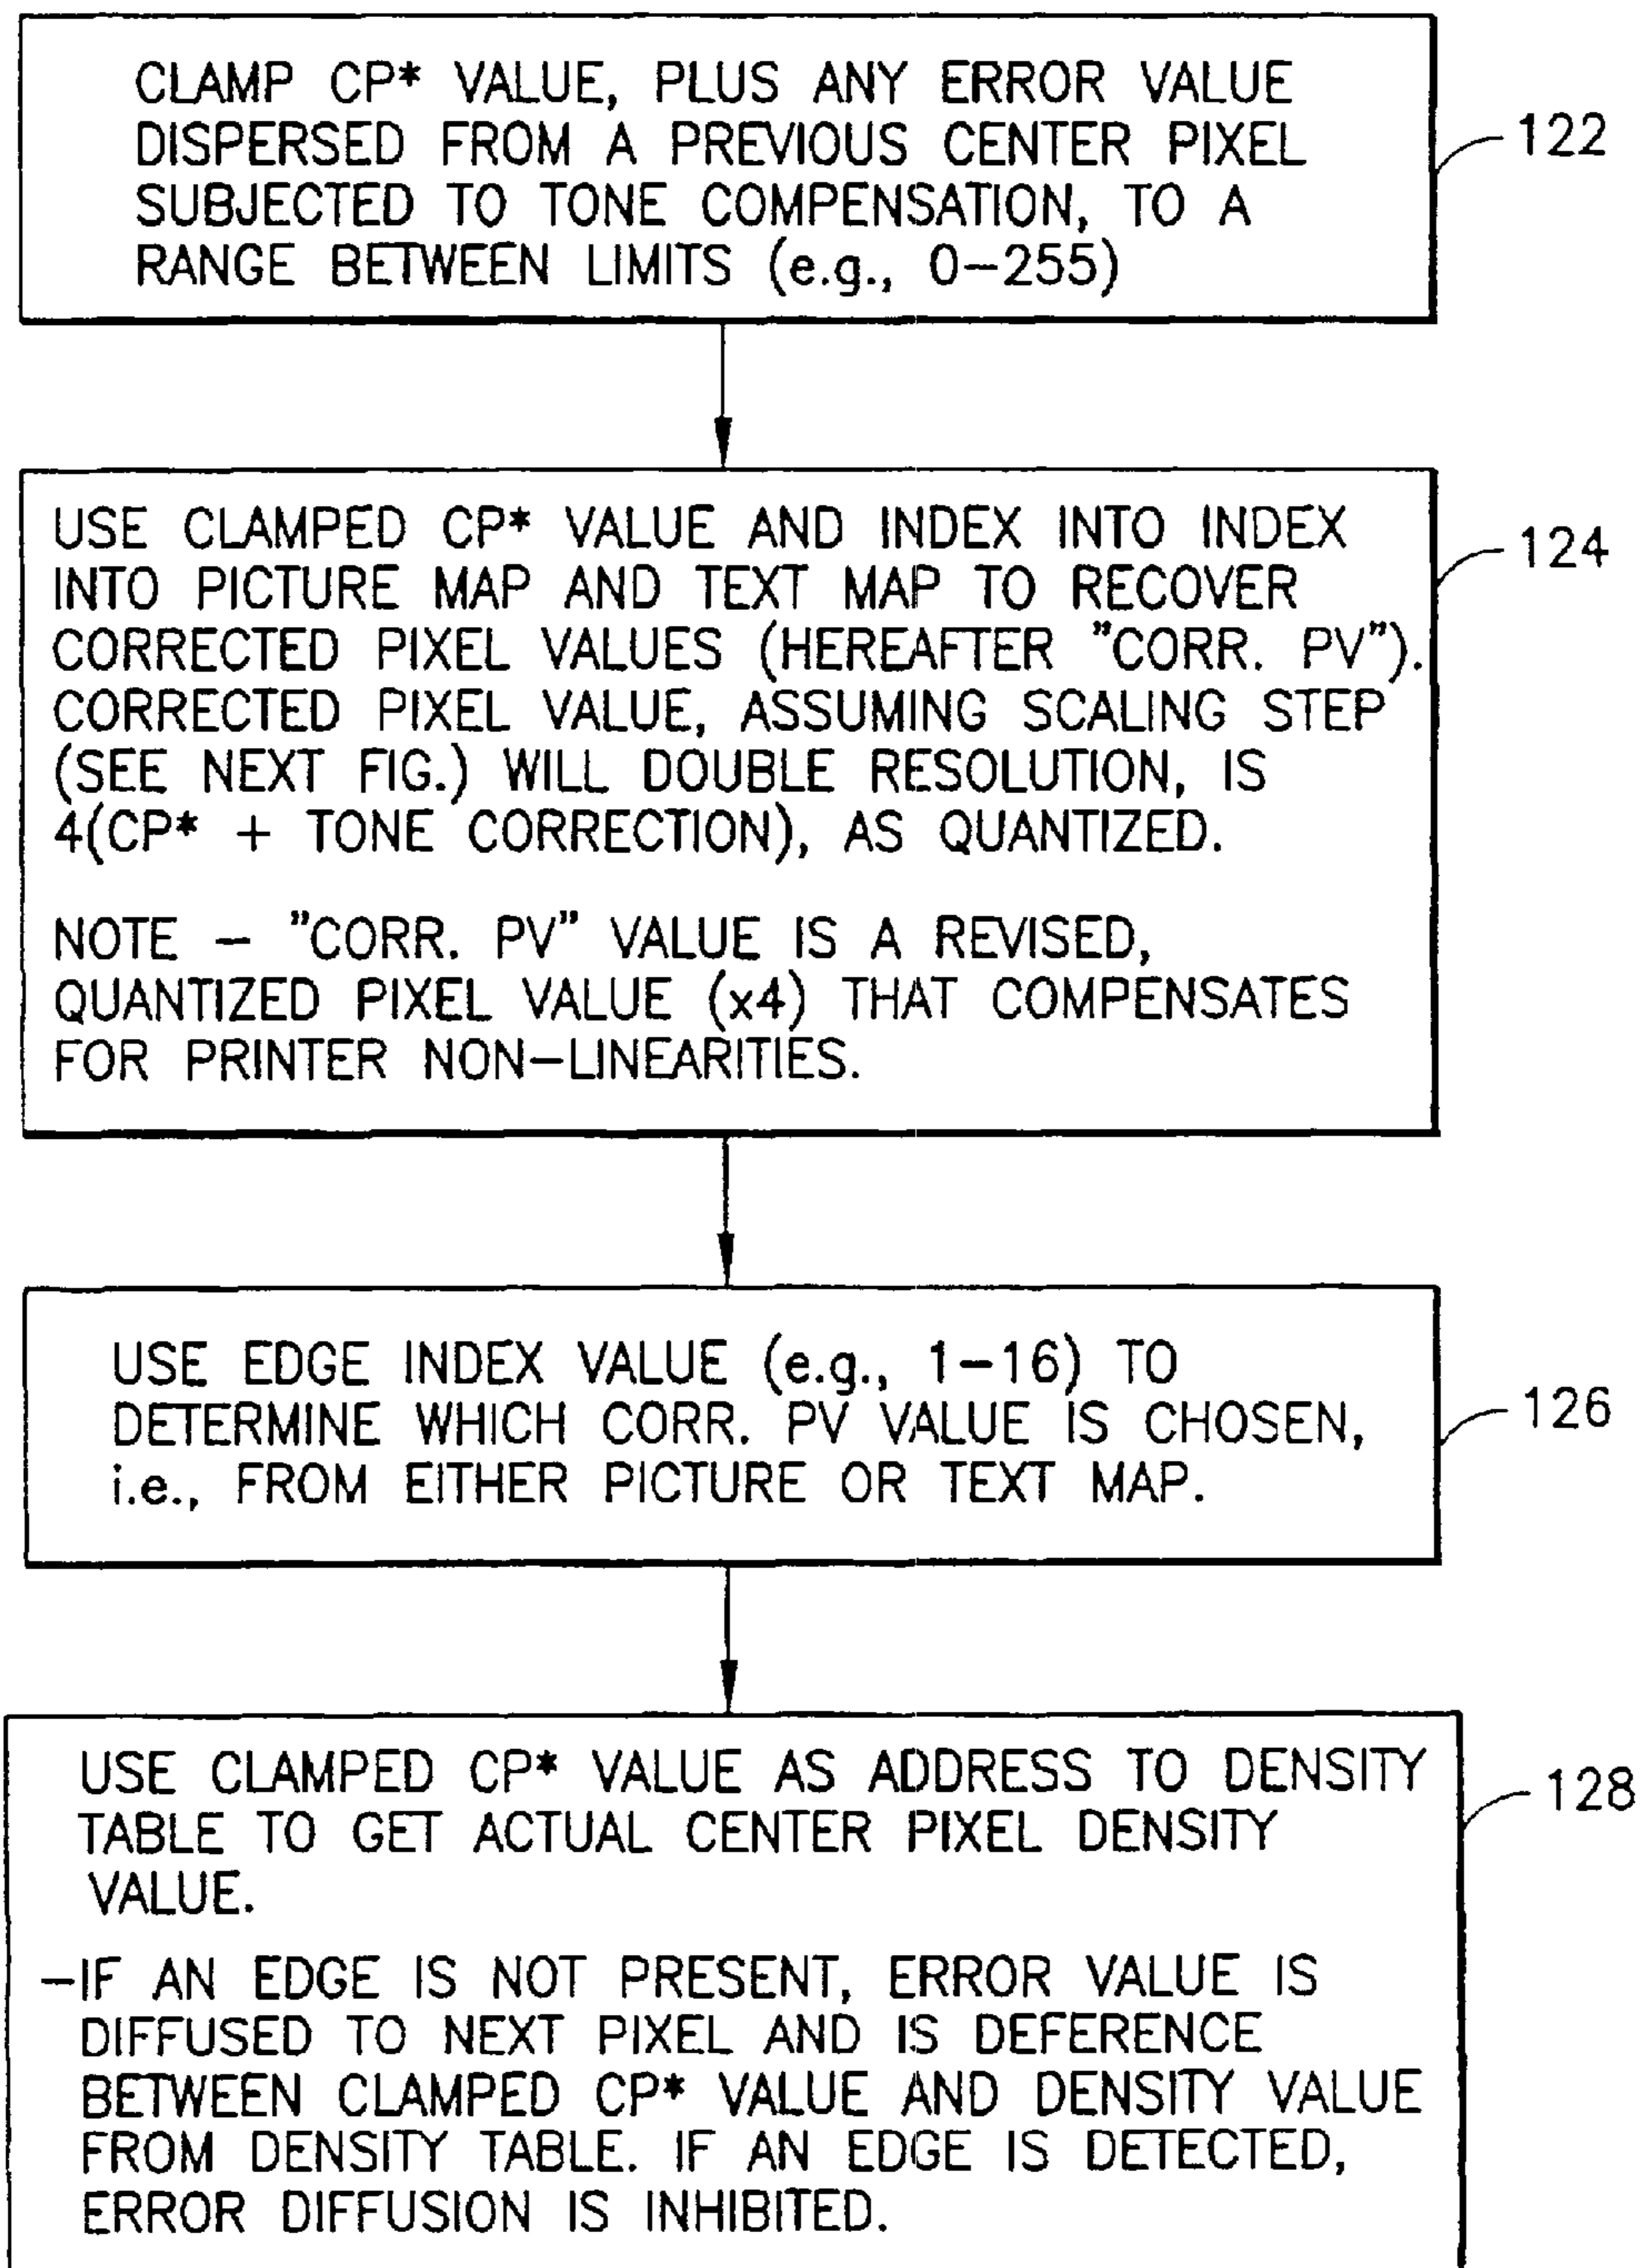 CLAMP CP* VALUE, PLUS ANY ERROR VALUE
DISPERSED FROM A PREVIOUS CENTER PIXEL
SUBJECTED TO TONE COMPENSATION, TO A
RANGE BETWEEN LIMITS (e.g., 0–255)
122
USE CLAMPED CP* VALUE AND INDEX INTO INDEX
INTO PICTURE MAP AND TEXT MAP TO RECOVER
CORRECTED PIXEL VALUES (HEREAFTER "CORR. PV").
CORRECTED PIXEL VALUE, ASSUMING SCALING STEP
(SEE NEXT FIG.) WILL DOUBLE RESOLUTION, IS
4(CP* + TONE CORRECTION), AS QUANTIZED.
NOTE – "CORR. PV" VALUE IS A REVISED,
QUANTIZED PIXEL VALUE (x4) THAT COMPENSATES
FOR PRINTER NON–LINEARITIES.
124
USE EDGE INDEX VALUE (e.g., 1–16) TO
DETERMINE WHICH CORR. PV VALUE IS CHOSEN,
i.e., FROM EITHER PICTURE OR TEXT MAP.
126
USE CLAMPED CP* VALUE AS ADDRESS TO DENSITY
TABLE TO GET ACTUAL CENTER PIXEL DENSITY
VALUE.
–IF AN EDGE IS NOT PRESENT, ERROR VALUE IS
DIFFUSED TO NEXT PIXEL AND IS DEFERENCE
BETWEEN CLAMPED CP* VALUE AND DENSITY VALUE
FROM DENSITY TABLE. IF AN EDGE IS DETECTED,
ERROR DIFFUSION IS INHIBITED.
128